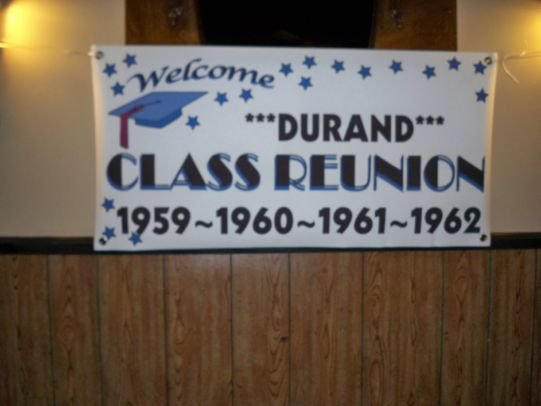 Welcome
***DURAND***
CLASS REUNION
1959~1960~1961~1962